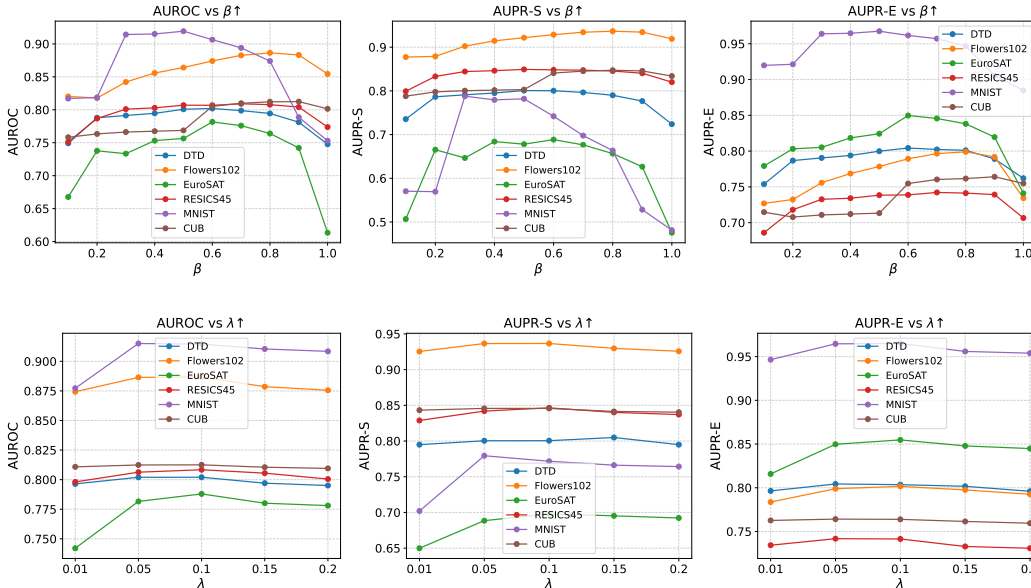 AUROC vs β↑
AUROC
0.90
0.85
0.80
0.75
0.70
0.65
0.60
0.2
0.4
0.6
0.8
1.0
β
DTD
Flowers102
EuroSAT
RESICS45
MNIST
CUB
AUPR-S vs β↑
AUPR-S
0.9
0.8
0.7
0.6
0.5
0.2
0.4
0.6
0.8
1.0
β
DTD
Flowers102
EuroSAT
RESICS45
MNIST
CUB
AUPR-E vs β↑
AUPR-E
0.95
0.90
0.85
0.80
0.75
0.70
0.2
0.4
0.6
0.8
1.0
β
DTD
Flowers102
EuroSAT
RESICS45
MNIST
CUB
AUROC vs λ↑
AUROC
0.900
0.875
0.850
0.825
0.800
0.775
0.750
0.01
0.05
0.1
0.15
0.2
λ
DTD
Flowers102
EuroSAT
RESICS45
MNIST
CUB
AUPR-S vs λ↑
AUPR-S
0.95
0.90
0.85
0.80
0.75
0.70
0.65
0.01
0.05
0.1
0.15
0.2
λ
DTD
Flowers102
EuroSAT
RESICS45
MNIST
CUB
AUPR-E vs λ↑
AUPR-E
0.95
0.90
0.85
0.80
0.75
0.01
0.05
0.1
0.15
0.2
λ
DTD
Flowers102
EuroSAT
RESICS45
MNIST
CUB